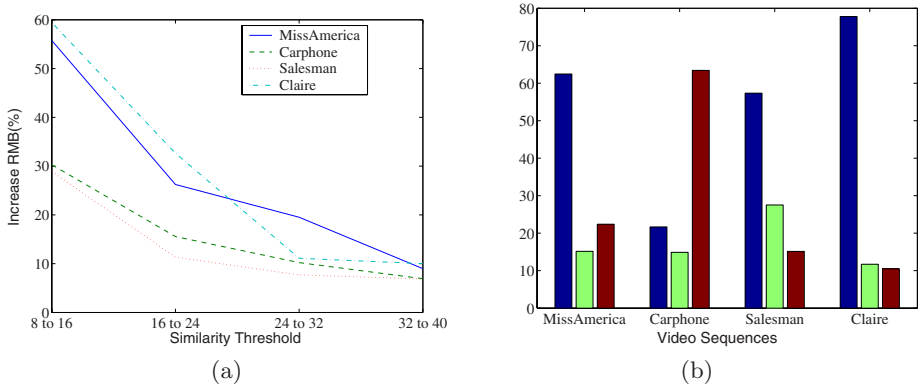 60
50
40
30
20
10
0
Increase RMB(%)
MissAmerica
Carphone
Salesman
Claire
8 to 16
16 to 24
24 to 32
32 to 40
Similarity Threshold
(a)
80
70
60
50
40
30
20
10
0
MissAmerica
Carphone
Salesman
Claire
Video Sequences
(b)